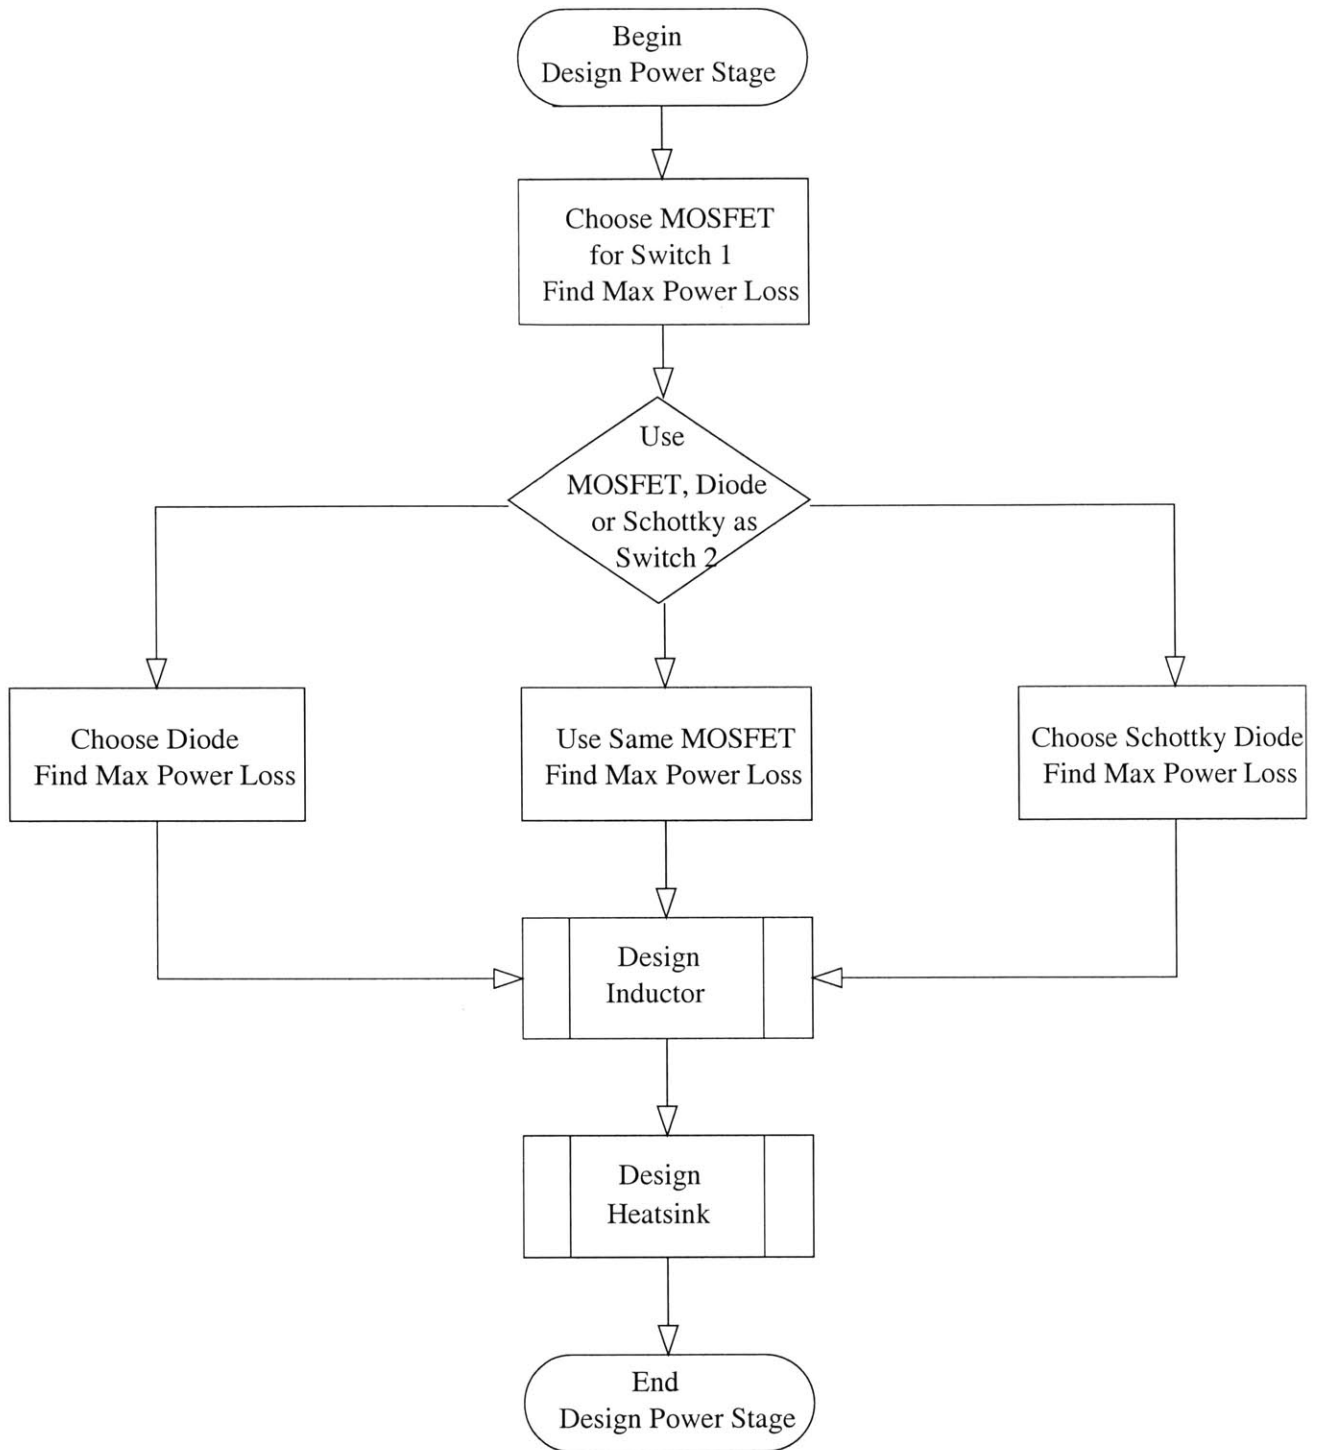 Begin
Design Power Stage
Choose MOSFET
for Switch 1
Find Max Power Loss
Use
MOSFET, Diode
or Schottky as
Switch 2
Choose Diode
Find Max Power Loss
Use Same MOSFET
Find Max Power Loss
Choose Schottky Diode
Find Max Power Loss
Design
Inductor
Design
Heatsink
End
Design Power Stage